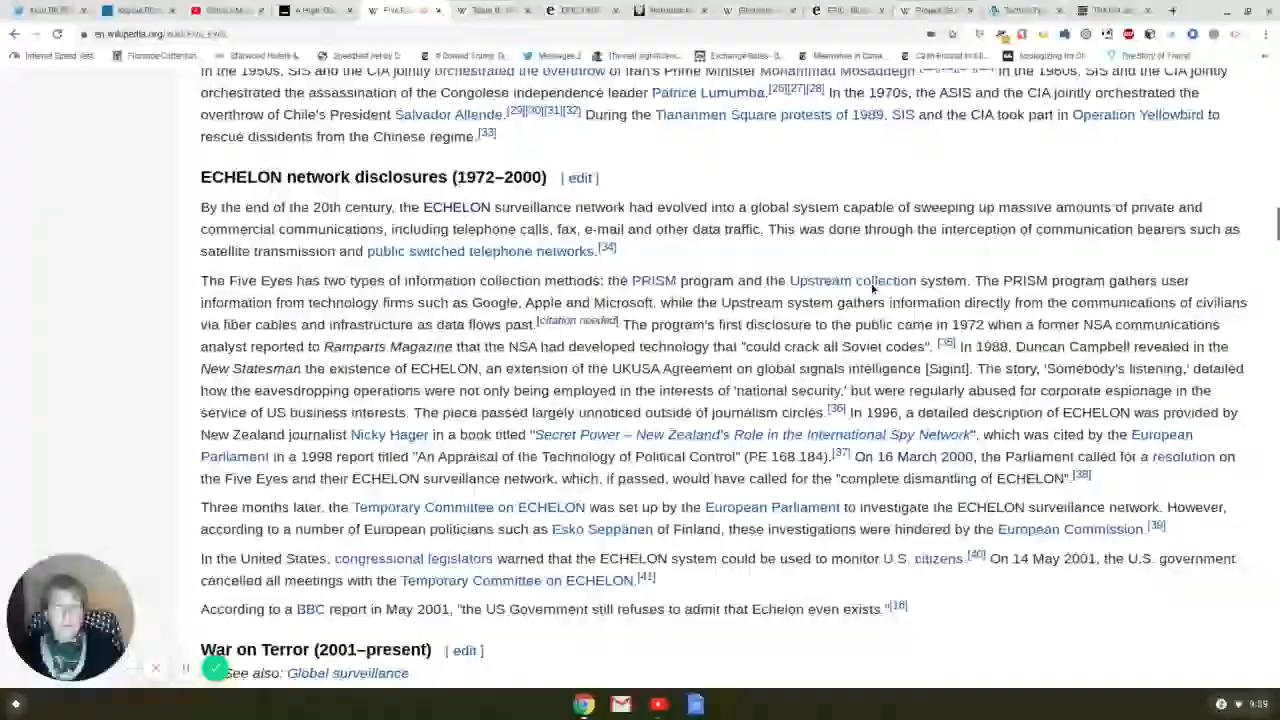 Five Eyes
en.wikipedia.org/wiki/Five_Eyes
Internet Speed Test
Messages
The Story of Trans
In the 1950s, SIS and the CIA jointly orchestrated the overthrow of Iran's Prime Minister Mohammad Mosaddegh. In the 1960s, SIS and the CIA jointly
orchestrated the assassination of the Congolese independence leader Patrice Lumumba.[26][27][28] In the 1970s, the ASIS and the CIA jointly orchestrated the
overthrow of Chile's President Salvador Allende.[29][30][31][32] During the Tiananmen Square protests of 1989, SIS and the CIA took part in Operation Yellowbird to
rescue dissidents from the Chinese regime.[33]
ECHELON network disclosures (1972–2000) [ edit ]
By the end of the 20th century, the ECHELON surveillance network had evolved into a global system capable of sweeping up massive amounts of private and
commercial communications, including telephone calls, fax, e-mail and other data traffic. This was done through the interception of communication bearers such as
satellite transmission and public switched telephone networks.[34]
The Five Eyes has two types of information collection methods: the PRISM program and the Upstream collection system. The PRISM program gathers user
information from technology firms such as Google, Apple and Microsoft, while the Upstream system gathers information directly from the communications of civilians
via fiber cables and infrastructure as data flows past.[citation needed] The program's first disclosure to the public came in 1972 when a former NSA communications
analyst reported to Ramparts Magazine that the NSA had developed technology that "could crack all Soviet codes". [35] In 1988, Duncan Campbell revealed in the
New Statesman the existence of ECHELON, an extension of the UKUSA Agreement on global signals intelligence [Sigint]. The story, 'Somebody's listening,' detailed
how the eavesdropping operations were not only being employed in the interests of 'national security,' but were regularly abused for corporate espionage in the
service of US business interests. The piece passed largely unnoticed outside of journalism circles.[36] In 1996, a detailed description of ECHELON was provided by
New Zealand journalist Nicky Hager in a book titled "Secret Power – New Zealand's Role in the International Spy Network", which was cited by the European
Parliament in a 1998 report titled "An Appraisal of the Technology of Political Control" (PE 168.184).[37] On 16 March 2000, the Parliament called for a resolution on
the Five Eyes and their ECHELON surveillance network, which, if passed, would have called for the "complete dismantling of ECHELON".[38]
Three months later, the Temporary Committee on ECHELON was set up by the European Parliament to investigate the ECHELON surveillance network. However,
according to a number of European politicians such as Esko Seppänen of Finland, these investigations were hindered by the European Commission.[39]
In the United States, congressional legislators warned that the ECHELON system could be used to monitor U.S. citizens.[40] On 14 May 2001, the U.S. government
cancelled all meetings with the Temporary Committee on ECHELON.[41]
According to a BBC report in May 2001, "the US Government still refuses to admit that Echelon even exists."[18]
War on Terror (2001–present) [ edit ]
See also: Global surveillance